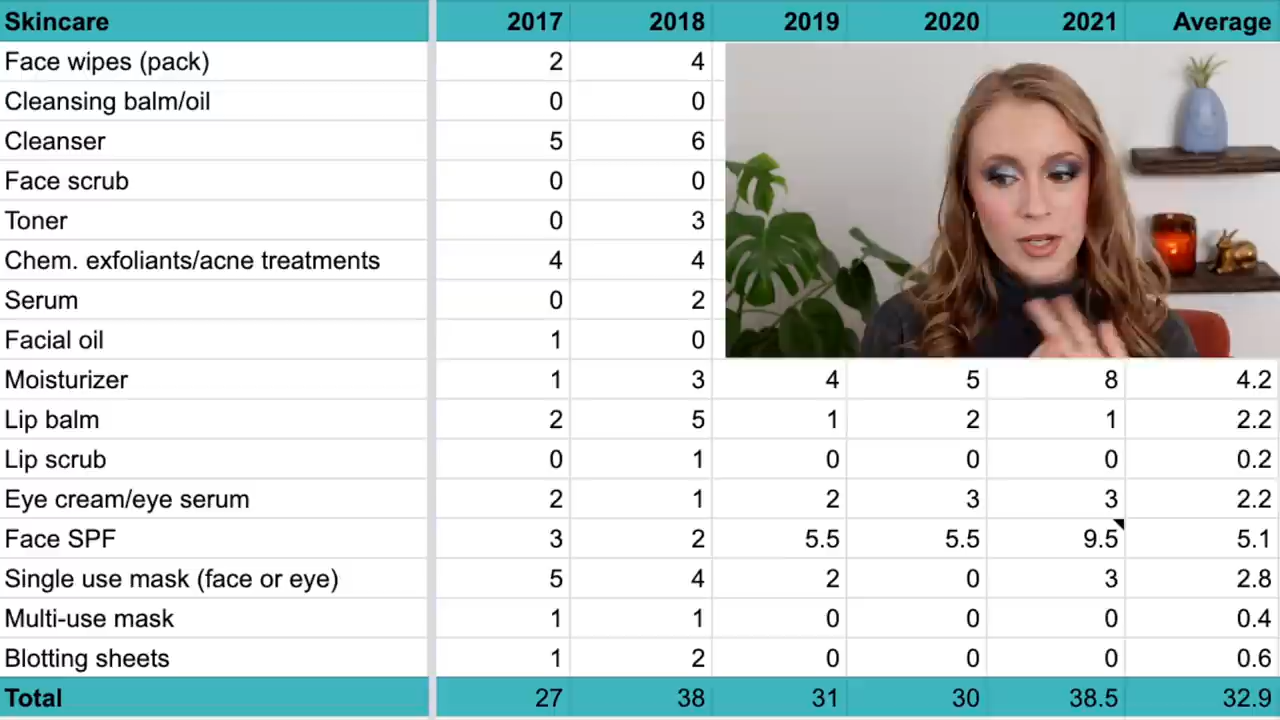 Skincare 2017 2018 2019 2020 2021 Average
Face wipes (pack) 2 4
Cleansing balm/oil 0 0
Cleanser 5 6
Face scrub 0 0
Toner 0 3
Chem. exfoliants/acne treatments 4 4
Serum 0 2
Facial oil 1 0
Moisturizer 1 3 4 5 8 4.2
Lip balm 2 5 1 2 1 2.2
Lip scrub 0 1 0 0 0 0.2
Eye cream/eye serum 2 1 2 3 3 2.2
Face SPF 3 2 5.5 5.5 9.5 5.1
Single use mask (face or eye) 5 4 2 0 3 2.8
Multi-use mask 1 1 0 0 0 0.4
Blotting sheets 1 2 0 0 0 0.6
Total 27 38 31 30 38.5 32.9